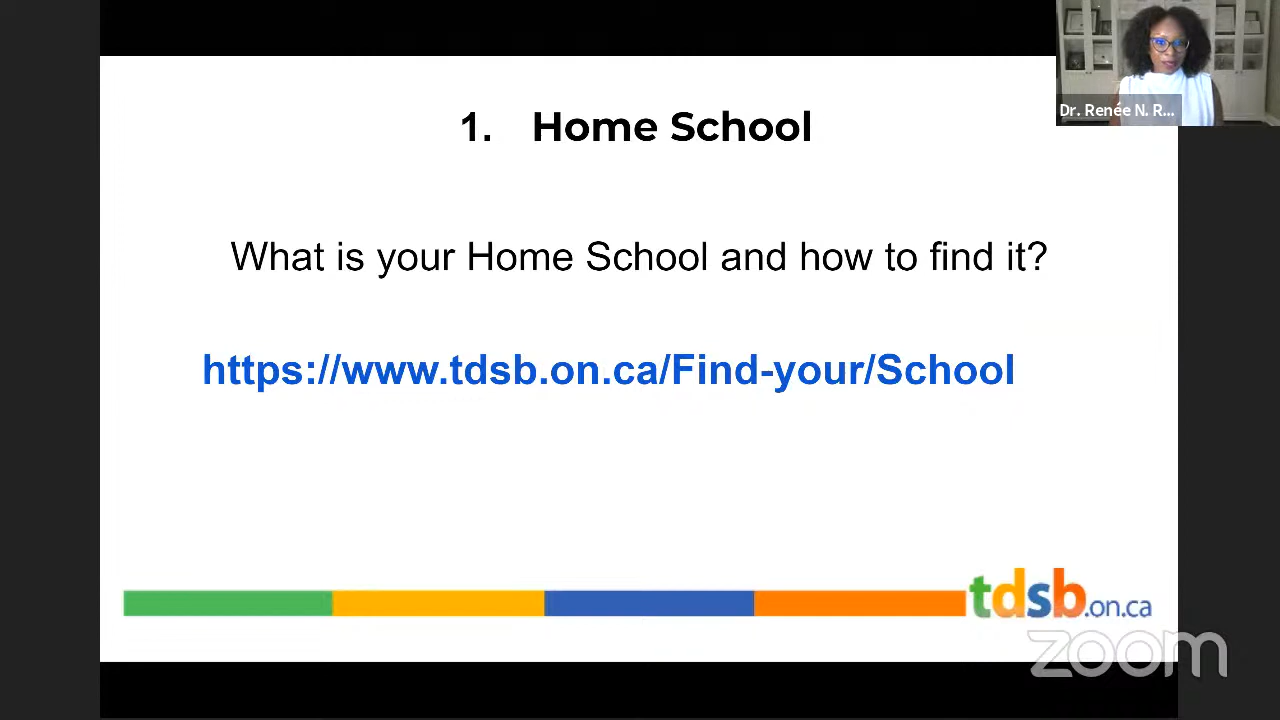 1. Home School
Dr. Renée N. R...
What is your Home School and how to find it?
https://www.tdsb.on.ca/Find-your/School
tdsb.on.ca
zoom